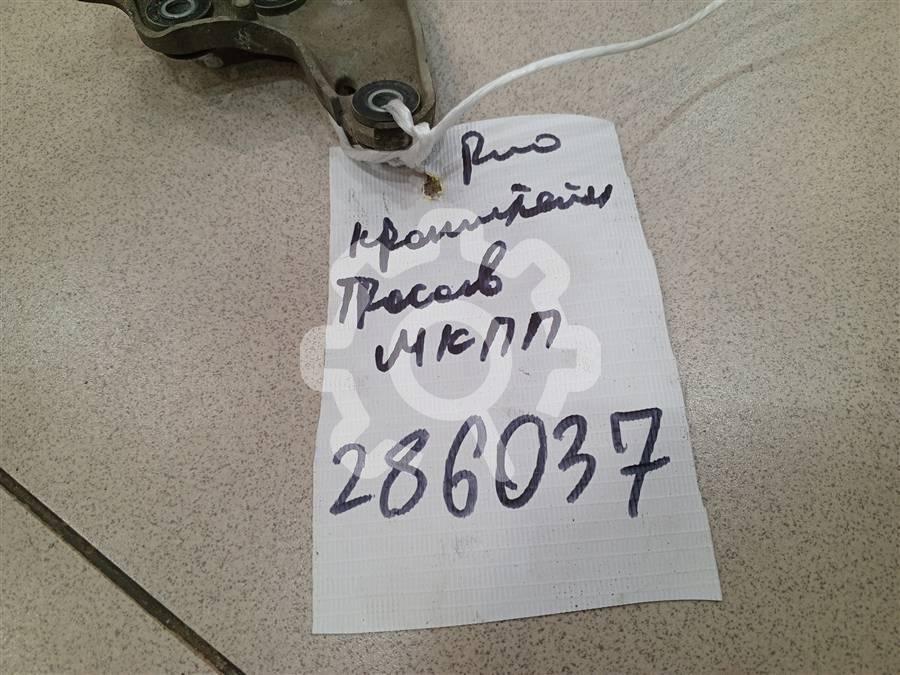 Рио
кронштейн
тросов
МКПП
286037